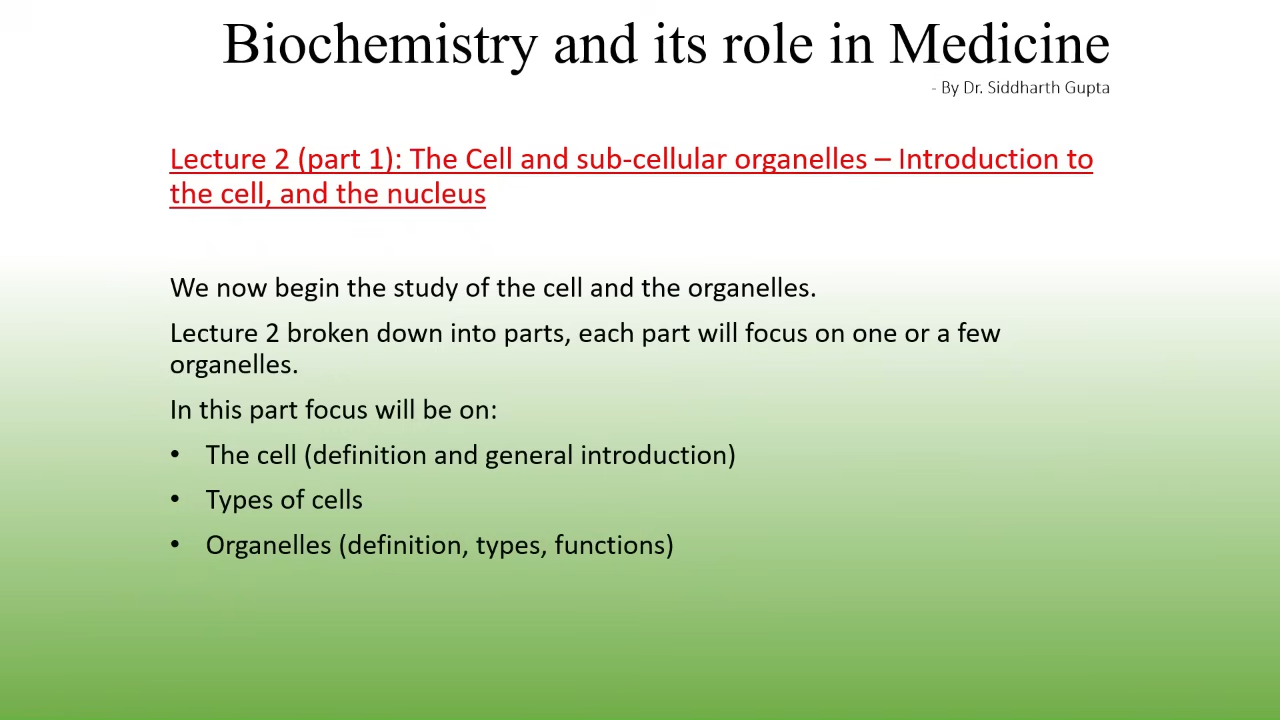 Biochemistry and its role in Medicine
- By Dr. Siddharth Gupta
Lecture 2 (part 1): The Cell and sub-cellular organelles – Introduction to
the cell, and the nucleus
We now begin the study of the cell and the organelles.
Lecture 2 broken down into parts, each part will focus on one or a few
organelles.
In this part focus will be on:
• The cell (definition and general introduction)
• Types of cells
• Organelles (definition, types, functions)